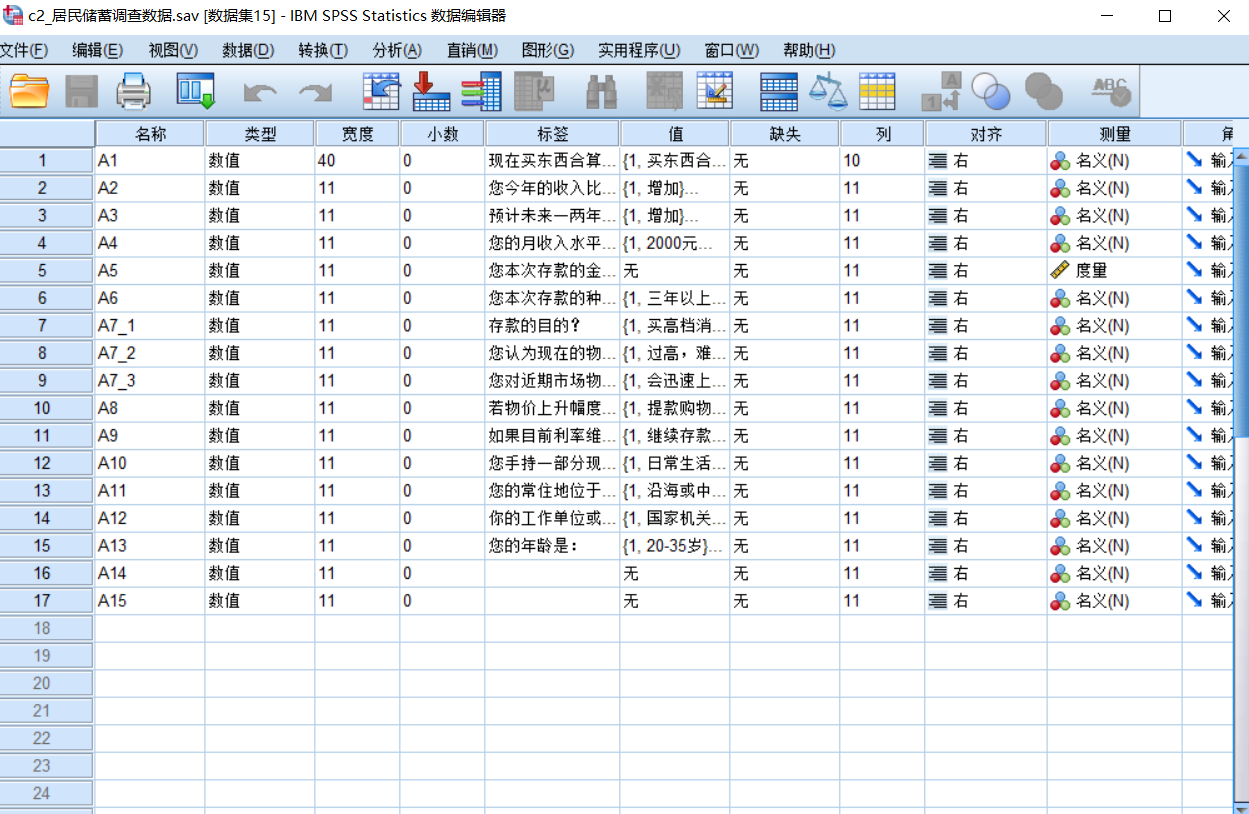 c2_居民储蓄调查数据.sav [数据集15] - IBM SPSS Statistics 数据编辑器
文件(F) 编辑(E) 视图(V) 数据(D) 转换(T) 分析(A) 直销(M) 图形(G) 实用程序(U) 窗口(W) 帮助(H)
名称 类型 宽度 小数 标签 值 缺失 列 对齐 测量
1 A1 数值 40 0 现在买东西合算... {1, 买东西合... 无 10 右 名义(N) 输入
2 A2 数值 11 0 您今年的收入比... {1, 增加}... 无 11 右 名义(N) 输入
3 A3 数值 11 0 预计未来一两年... {1, 增加}... 无 11 右 名义(N) 输入
4 A4 数值 11 0 您的月收入水平... {1, 2000元... 无 11 右 名义(N) 输入
5 A5 数值 11 0 您本次存款的金... 无 无 11 右 度量 输入
6 A6 数值 11 0 您本次存款的种... {1, 三年以上... 无 11 右 名义(N) 输入
7 A7_1 数值 11 0 存款的目的? {1, 买高档消... 无 11 右 名义(N) 输入
8 A7_2 数值 11 0 您认为现在的物... {1, 过高，难... 无 11 右 名义(N) 输入
9 A7_3 数值 11 0 您对近期市场物... {1, 会迅速上... 无 11 右 名义(N) 输入
10 A8 数值 11 0 若物价上升幅度... {1, 提款购物... 无 11 右 名义(N) 输入
11 A9 数值 11 0 如果目前利率维... {1, 继续存款... 无 11 右 名义(N) 输入
12 A10 数值 11 0 您手持一部分现... {1, 日常生活... 无 11 右 名义(N) 输入
13 A11 数值 11 0 您的常住地位于... {1, 沿海或中... 无 11 右 名义(N) 输入
14 A12 数值 11 0 你的工作单位或... {1, 国家机关... 无 11 右 名义(N) 输入
15 A13 数值 11 0 您的年龄是： {1, 20-35岁}... 无 11 右 名义(N) 输入
16 A14 数值 11 0 无 无 11 右 名义(N) 输入
17 A15 数值 11 0 无 无 11 右 名义(N) 输入
18
19
20
21
22
23
24